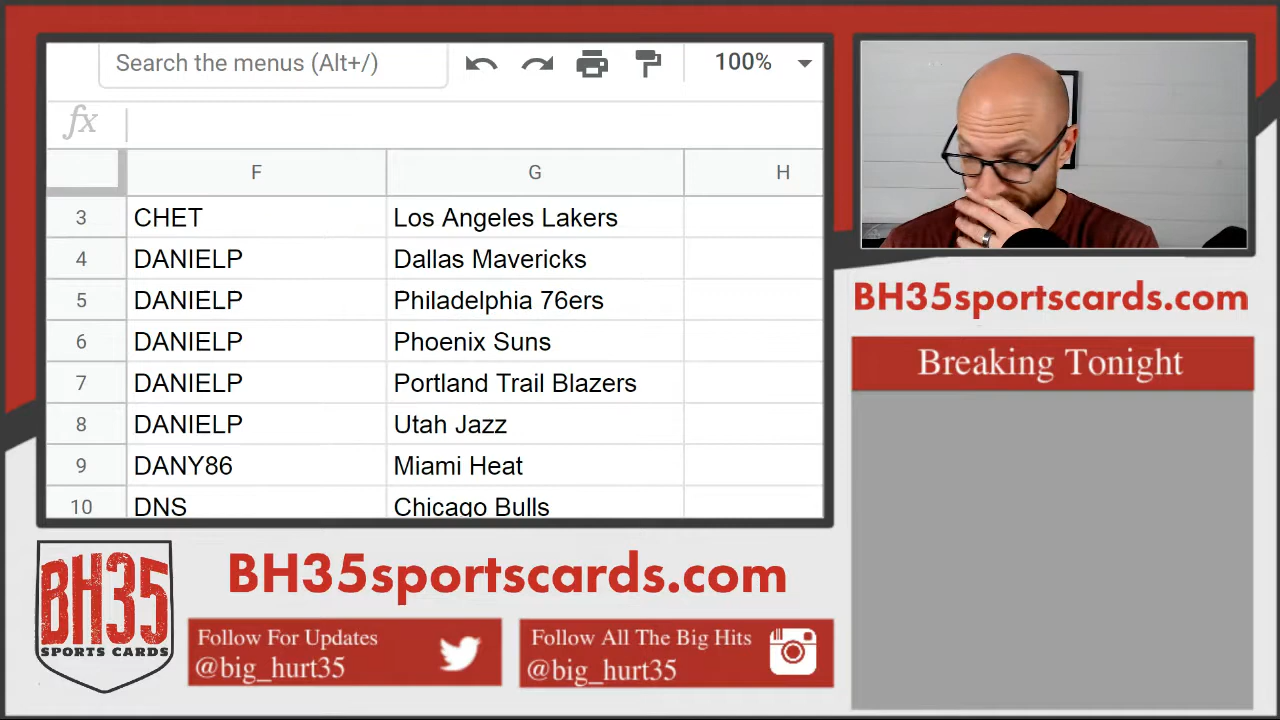 Search the menus (Alt+/)
100%
fx
F G H
3 CHET Los Angeles Lakers
4 DANIELP Dallas Mavericks
5 DANIELP Philadelphia 76ers
6 DANIELP Phoenix Suns
7 DANIELP Portland Trail Blazers
8 DANIELP Utah Jazz
9 DANY86 Miami Heat
10 DNS Chicago Bulls
BH35sportscards.com
Breaking Tonight
BH35
SPORTS CARDS
BH35sportscards.com
Follow For Updates
@big_hurt35
Follow All The Big Hits
@big_hurt35